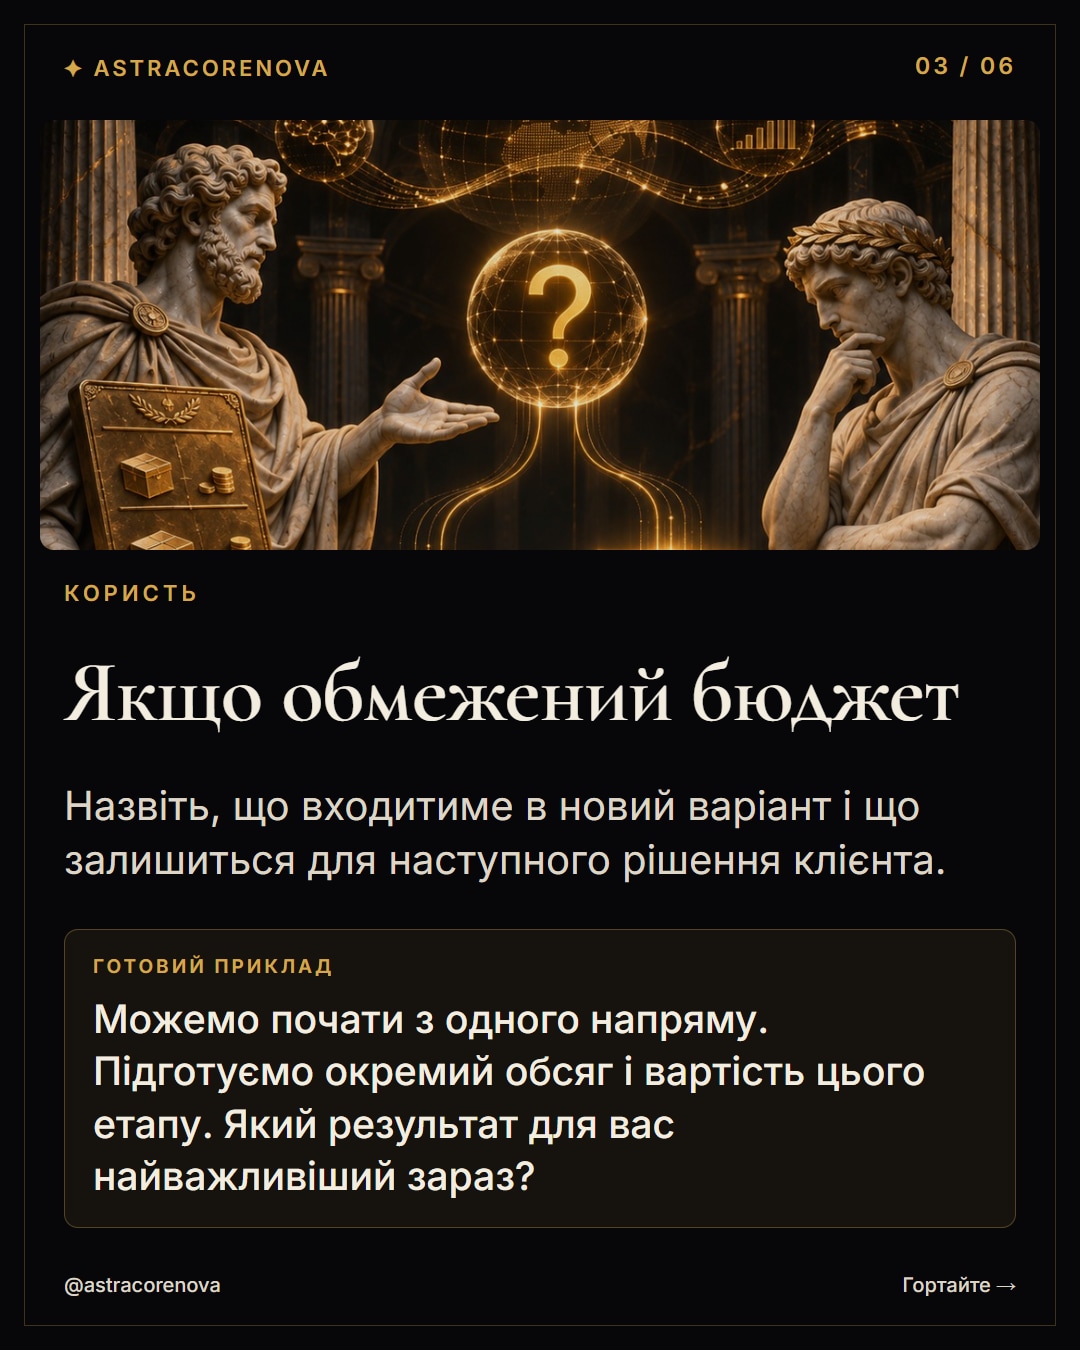 ✦ ASTRACORENOVA
03 / 06
?
КОРИСТЬ
Якщо обмежений бюджет
Назвіть, що входитиме в новий варіант і що
залишиться для наступного рішення клієнта.
ГОТОВИЙ ПРИКЛАД
Можемо почати з одного напряму.
Підготуємо окремий обсяг і вартість цього
етапу. Який результат для вас
найважливіший зараз?
@astracorenova
Гортайте →